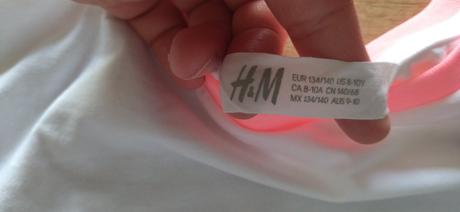 H&M
EUR 134/140 US 8-10Y
CA 8-10A CN 140/68
MX 134/140 AUS 9-10